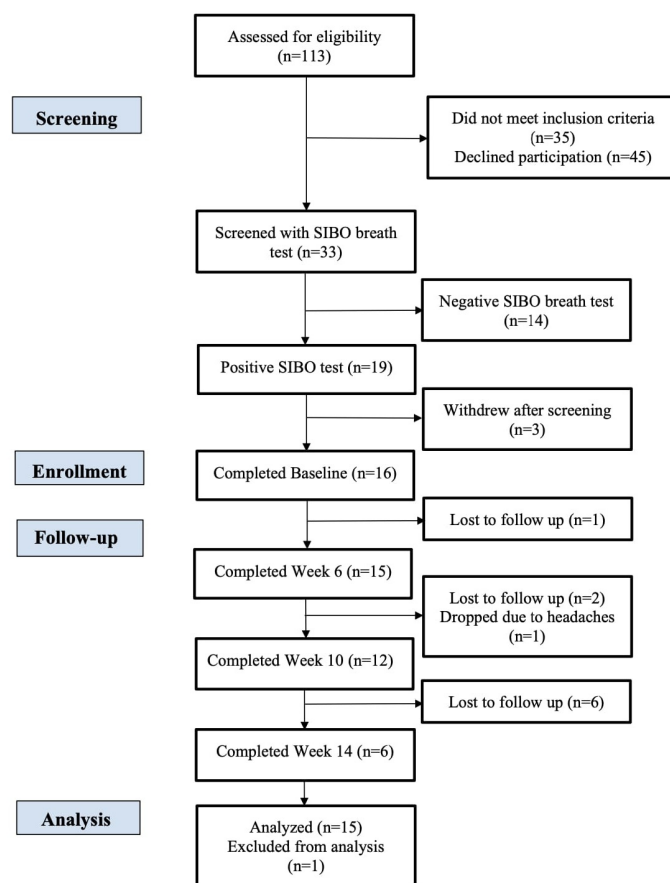 Assessed for eligibility
(n=113)
Screening
Did not meet inclusion criteria
(n=35)
Declined participation (n=45)
Screened with SIBO breath
test (n=33)
Negative SIBO breath test
(n=14)
Positive SIBO test (n=19)
Withdrew after screening
(n=3)
Enrollment
Completed Baseline (n=16)
Lost to follow up (n=1)
Follow-up
Completed Week 6 (n=15)
Lost to follow up (n=2)
Dropped due to headaches
(n=1)
Completed Week 10 (n=12)
Lost to follow up (n=6)
Completed Week 14 (n=6)
Analysis
Analyzed (n=15)
Excluded from analysis
(n=1)